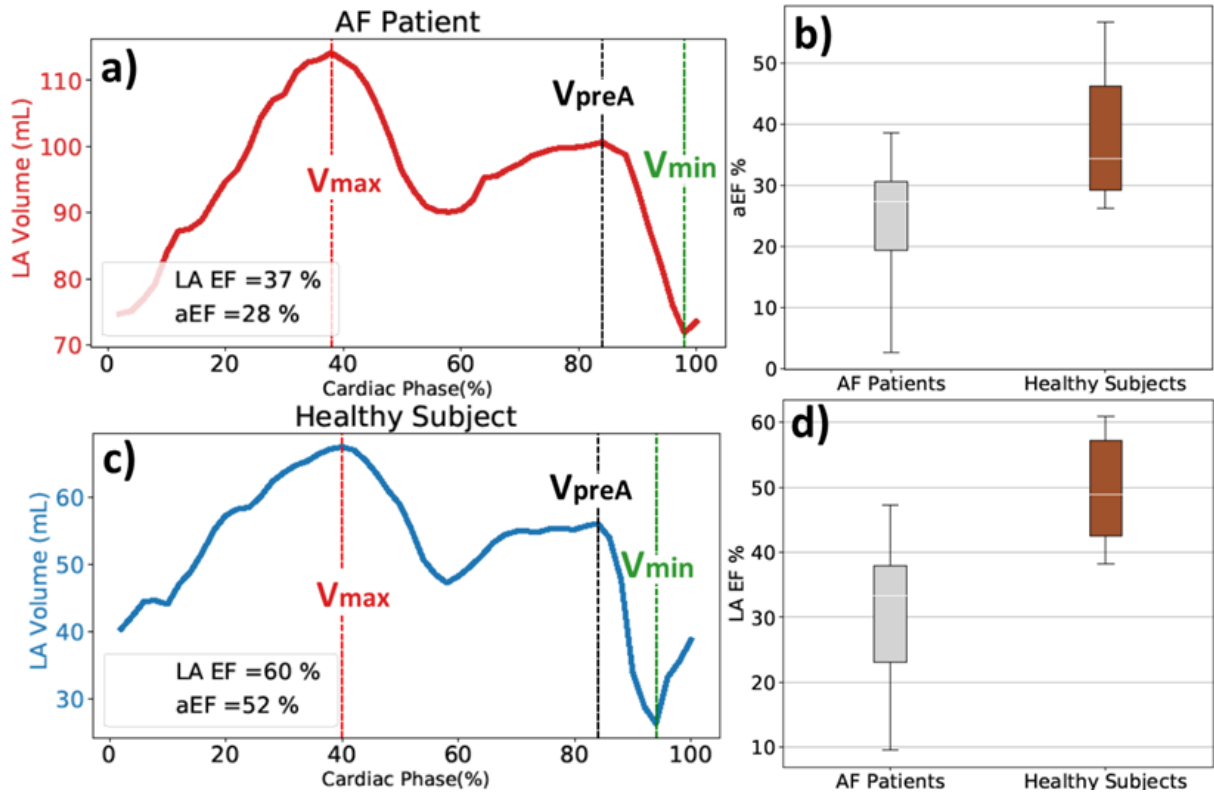 AF Patient
a)
LA Volume (mL)
110
100
90
80
70
Vmax
VpreA
Vmin
LA EF =37 %
aEF =28 %
0
20
40
60
80
100
Cardiac Phase(%)
b)
aEF %
50
40
30
20
10
0
AF Patients
Healthy Subjects
Healthy Subject
c)
LA Volume (mL)
60
50
40
30
Vmax
VpreA
Vmin
LA EF =60 %
aEF =52 %
0
20
40
60
80
100
Cardiac Phase(%)
d)
LA EF %
60
50
40
30
20
10
AF Patients
Healthy Subjects